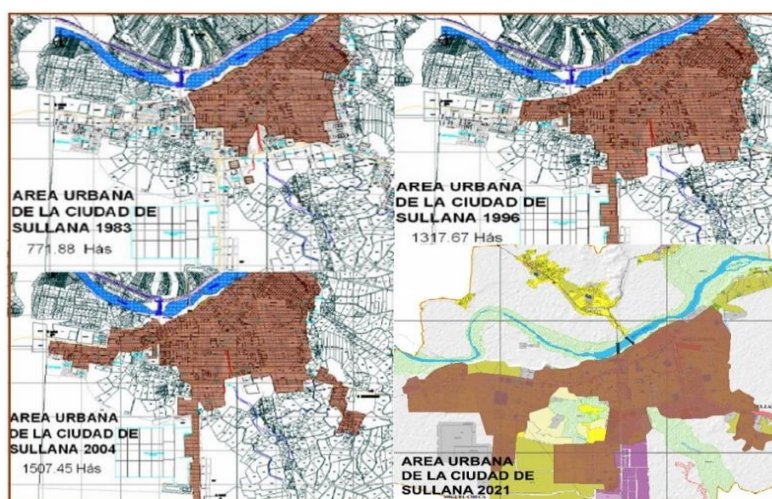 AREA URBANA
DE LA CIUDAD DE
SULLANA 1983
771.88 Hás
AREA URBANA
DE LA CIUDAD DE
SULLANA 1996
1317.67 Hás
AREA URBANA
DE LA CIUDAD DE
SULLANA 2004
1507.45 Hás
AREA URBANA
DE LA CIUDAD DE
SULLANA 2021